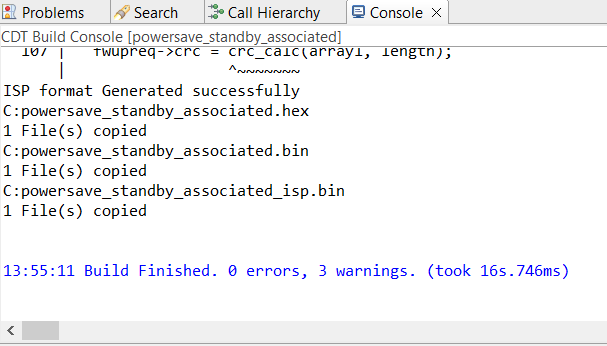 Problems Search Call Hierarchy Console
CDT Build Console [powersave_standby_associated]
107 | fwupreq->crc = crc_calc(array1, length);
| ^~~~~~~~
ISP format Generated successfully
C:powersave_standby_associated.hex
1 File(s) copied
C:powersave_standby_associated.bin
1 File(s) copied
C:powersave_standby_associated_isp.bin
1 File(s) copied
13:55:11 Build Finished. 0 errors, 3 warnings. (took 16s.746ms)